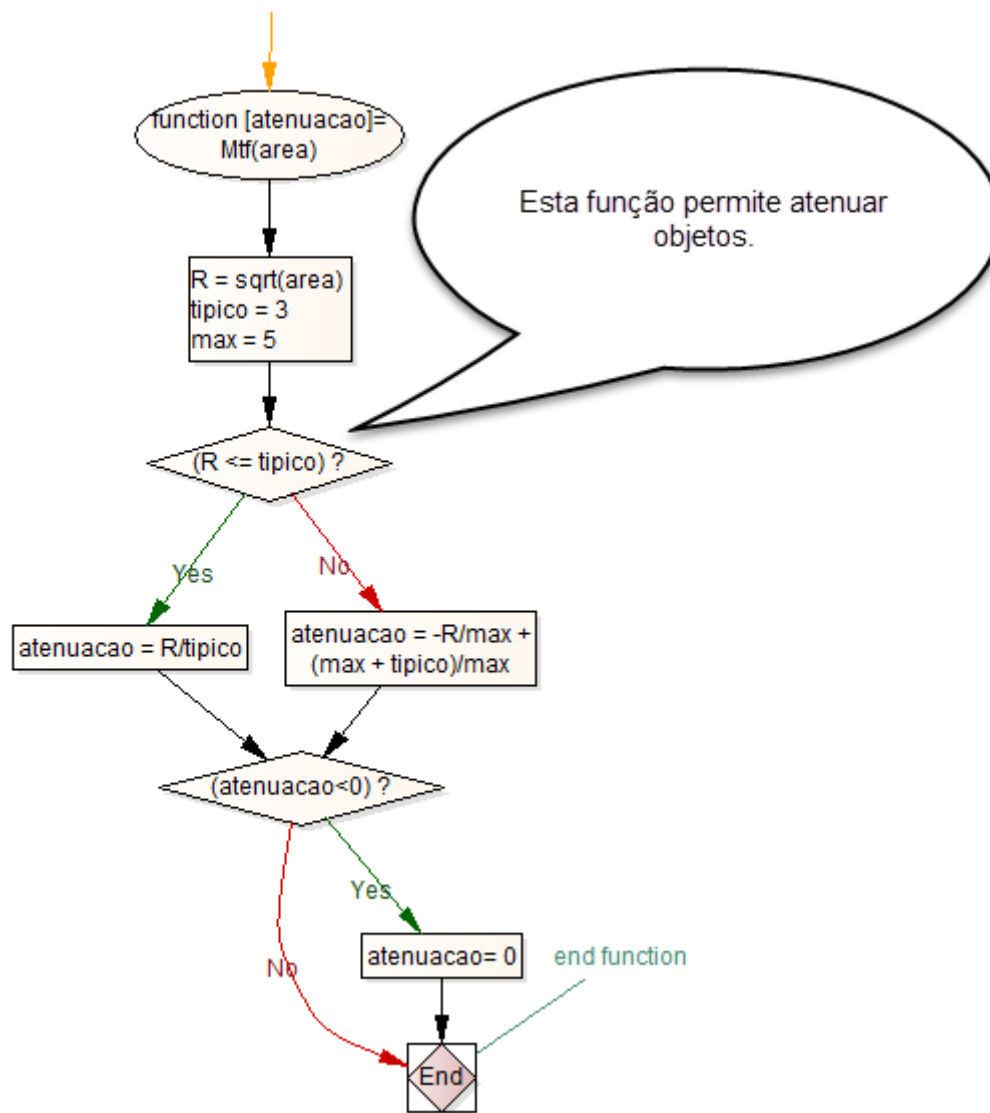 function [atenuacao]=
Mtf(area)
Esta função permite atenuar
objetos.
R = sqrt(area)
tipico = 3
max = 5
(R <= tipico) ?
Yes
No
atenuacao = R/tipico
atenuacao = -R/max +
(max + tipico)/max
(atenuacao<0) ?
Yes
No
atenuacao= 0
end function
End